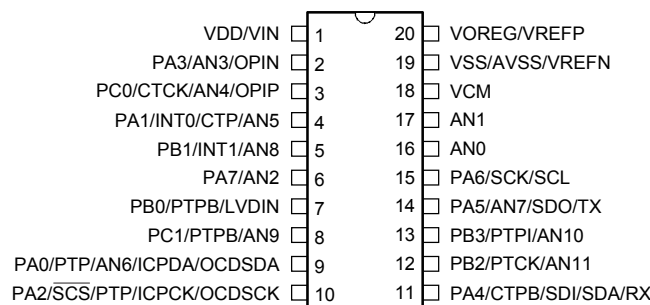 VDD/VIN 1 20 VOREG/VREFP
PA3/AN3/OPIN 2 19 VSS/AVSS/VREFN
PC0/CTCK/AN4/OPIP 3 18 VCM
PA1/INT0/CTP/AN5 4 17 AN1
PB1/INT1/AN8 5 16 AN0
PA7/AN2 6 15 PA6/SCK/SCL
PB0/PTPB/LVDIN 7 14 PA5/AN7/SDO/TX
PC1/PTPB/AN9 8 13 PB3/PTPI/AN10
PA0/PTP/AN6/ICPDA/OCDSDA 9 12 PB2/PTCK/AN11
PA2/S̅C̅S̅/PTP/ICPCK/OCDSCK 10 11 PA4/CTPB/SDI/SDA/RX